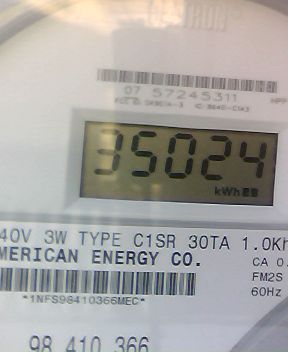 07 57245311
35024
kWh
40V 3W TYPE C1SR 30TA 1.0Kh
MERICAN ENERGY CO.
CA 0.
FM2S
*1NFS98410366MEC*
60Hz
98 410 366